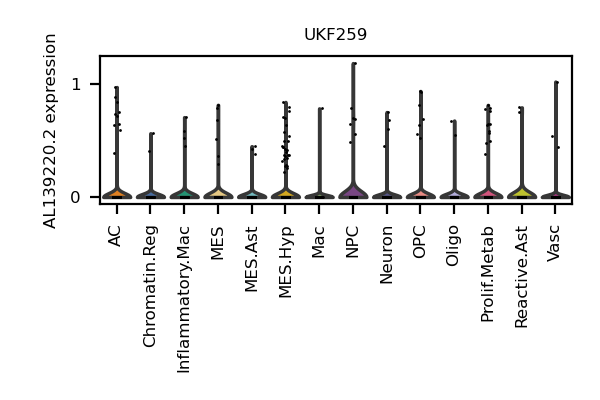 UKF259
AL139220.2 expression
1
0
AC
Chromatin.Reg
Inflammatory.Mac
MES
MES.Ast
MES.Hyp
Mac
NPC
Neuron
OPC
Oligo
Prolif.Metab
Reactive.Ast
Vasc